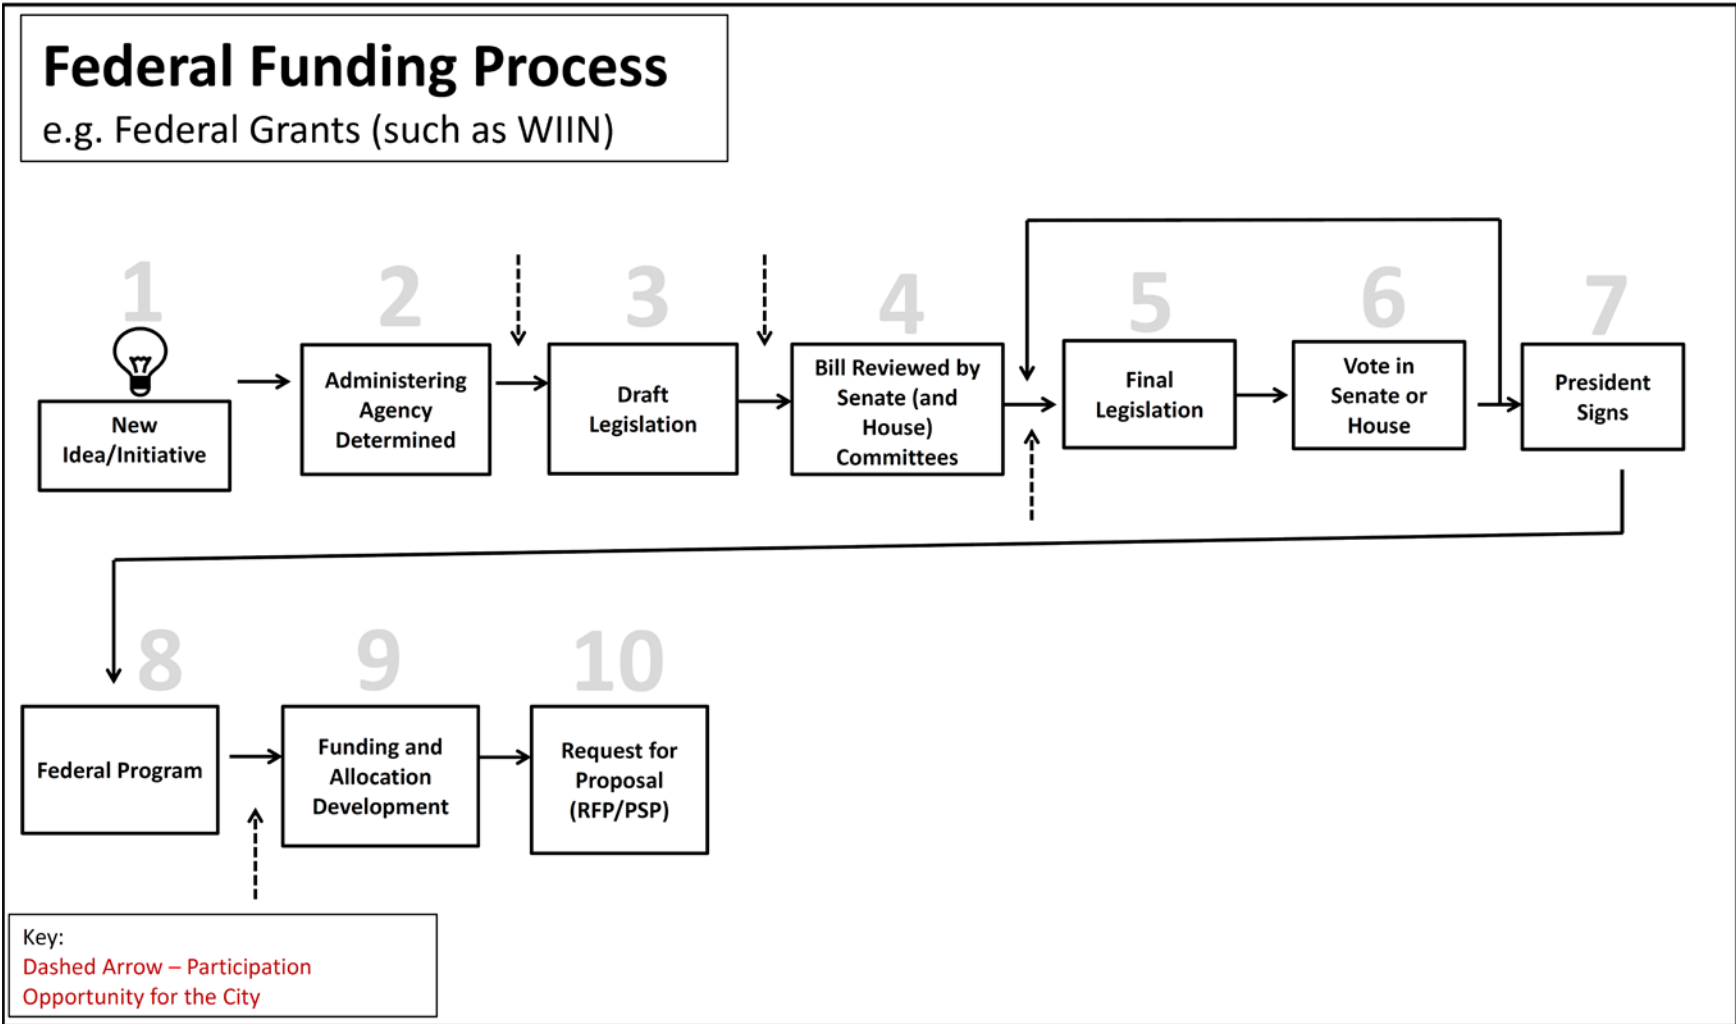 Federal Funding Process
e.g. Federal Grants (such as WIIN)
1
2
3
4
5
6
7
New
Idea/Initiative
Administering
Agency
Determined
Draft
Legislation
Bill Reviewed by
Senate (and
House)
Committees
Final
Legislation
Vote in
Senate or
House
President
Signs
8
9
10
Federal Program
Funding and
Allocation
Development
Request for
Proposal
(RFP/PSP)
Key:
Dashed Arrow – Participation
Opportunity for the City